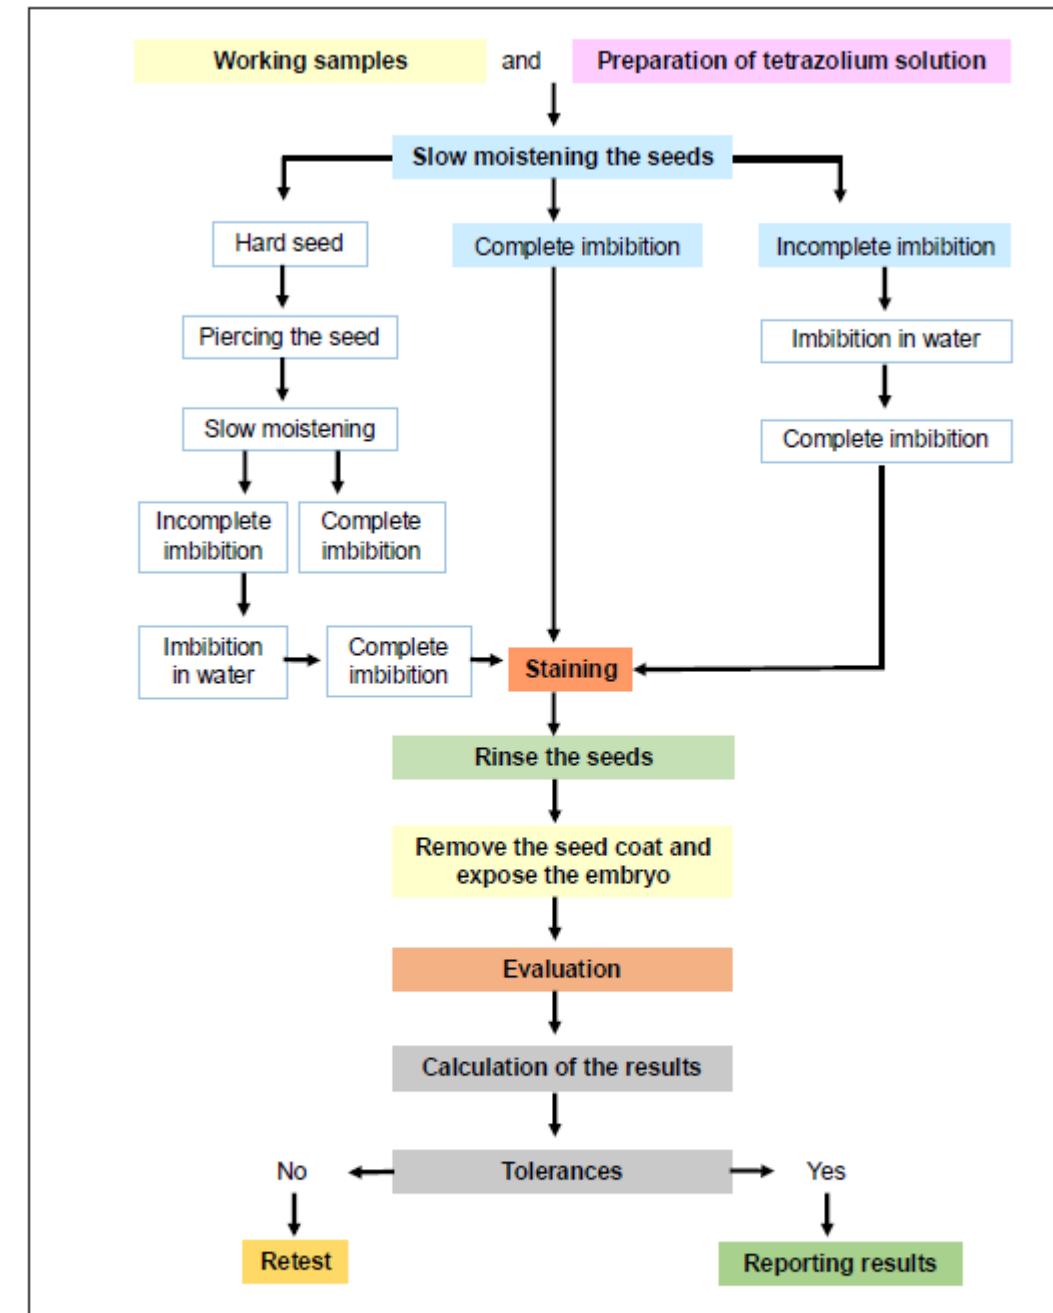 Working samples and Preparation of tetrazolium solution
Slow moistening the seeds
Hard seed
Complete imbibition
Incomplete imbibition
Piercing the seed
Imbibition in water
Slow moistening
Complete imbibition
Incomplete
imbibition
Complete
imbibition
Imbibition
in water
Complete
imbibition
Staining
Rinse the seeds
Remove the seed coat and
expose the embryo
Evaluation
Calculation of the results
No
Tolerances
Yes
Retest
Reporting results